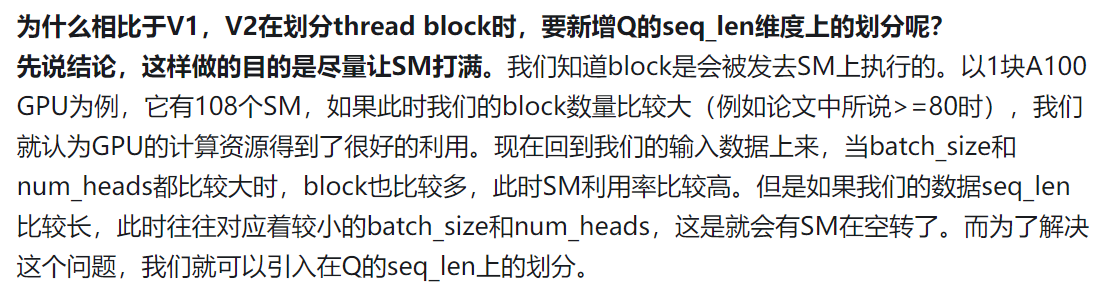 为什么相比于V1，V2在划分thread block时，要新增Q的seq_len维度上的划分呢？
先说结论，这样做的目的是尽量让SM打满。我们知道block是会被发去SM上执行的。以1块A100
GPU为例，它有108个SM，如果此时我们的block数量比较大（例如论文中所说>=80时），我们
就认为GPU的计算资源得到了很好的利用。现在回到我们的输入数据上来，当batch_size和
num_heads都比较大时，block也比较多，此时SM利用率比较高。但是如果我们的数据seq_len
比较长，此时往往对应着较小的batch_size和num_heads，这是就会有SM在空转了。而为了解决
这个问题，我们就可以引入在Q的seq_len上的划分。